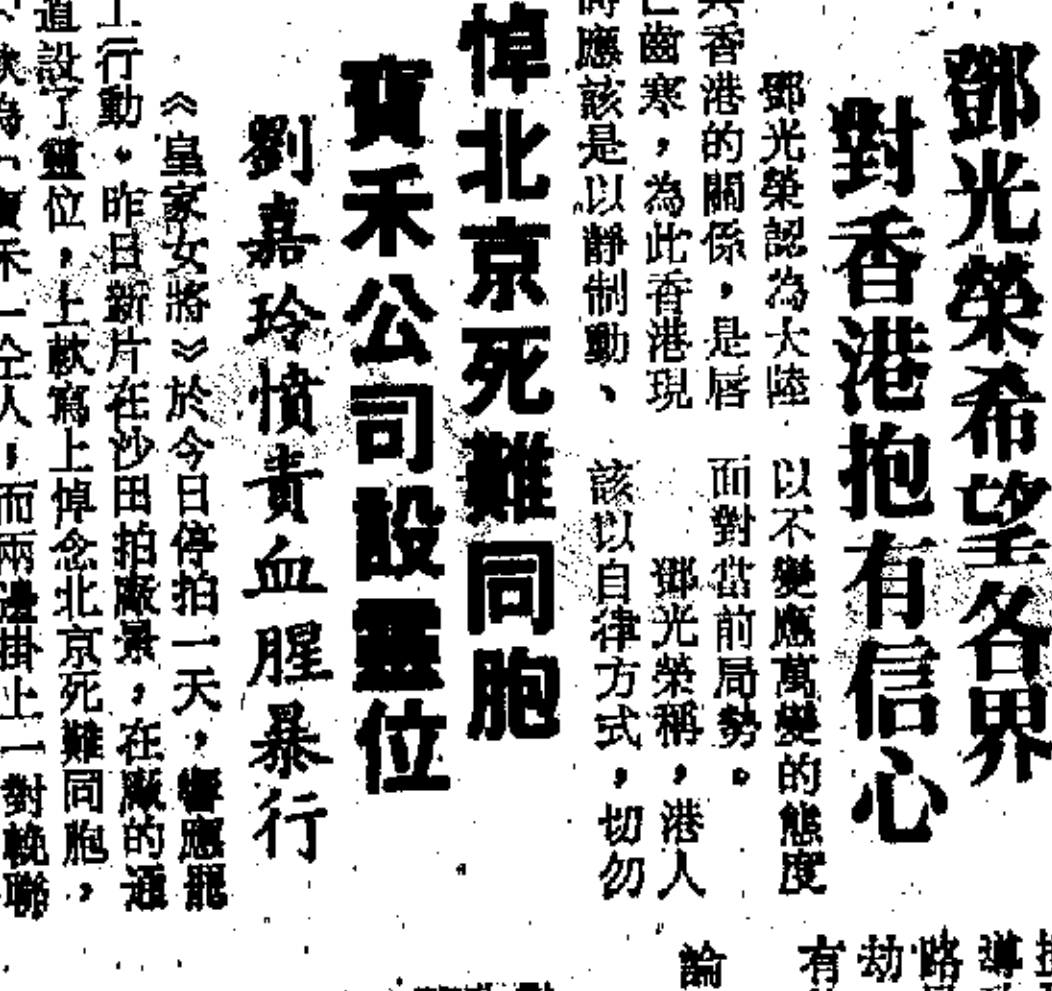 鄧光榮希望各界
對香港抱有信心
鄧光榮認為大陸
香港的關係，是唇
齒寒，為此香港現
時應該是以靜制動、
以不變應萬變的態度
面對當前局勢。
鄧光榮稱，港人
該以自律方式，切勿
悼北京死難同胞
寶禾公司設靈位
劉嘉玲憤責血腥暴行
《皇家女將》於今日停拍一天，響應罷
工行動。昨日新片在沙田拍廠景，在廠的通
道設了靈位，上款寫上悼念北京死難同胞，
為「寶禾一仝人，而兩邊掛上一對輓聯
導
路
劫
有
論